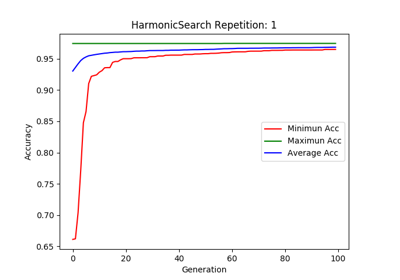 HarmonicSearch Repetition: 1
0.95
0.90
0.85
0.80
0.75
0.70
0.65
Accuracy
Minimun Acc
Maximun Acc
Average Acc
0 20 40 60 80 100
Generation